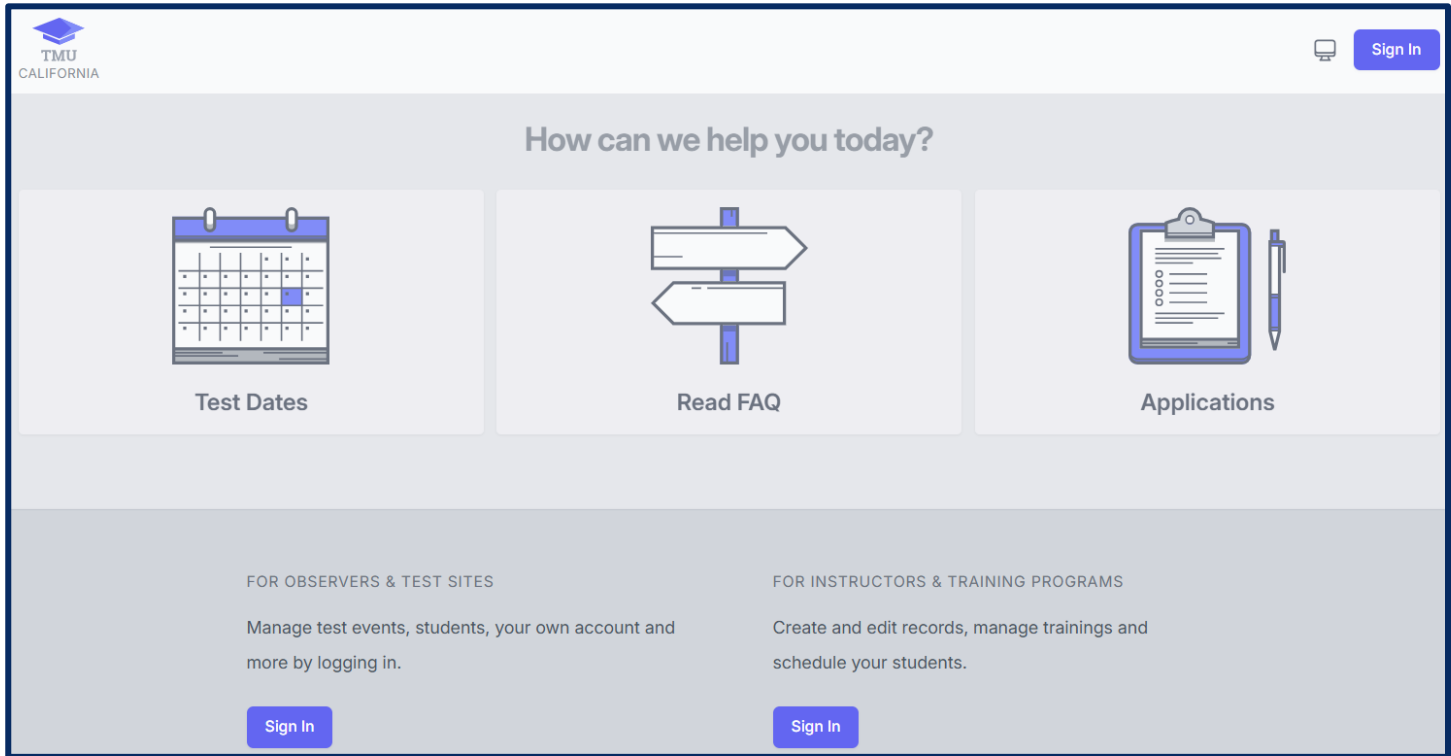 TMU
CALIFORNIA
Sign In
How can we help you today?
Test Dates
Read FAQ
Applications
FOR OBSERVERS & TEST SITES
Manage test events, students, your own account and
more by logging in.
Sign In
FOR INSTRUCTORS & TRAINING PROGRAMS
Create and edit records, manage trainings and
schedule your students.
Sign In